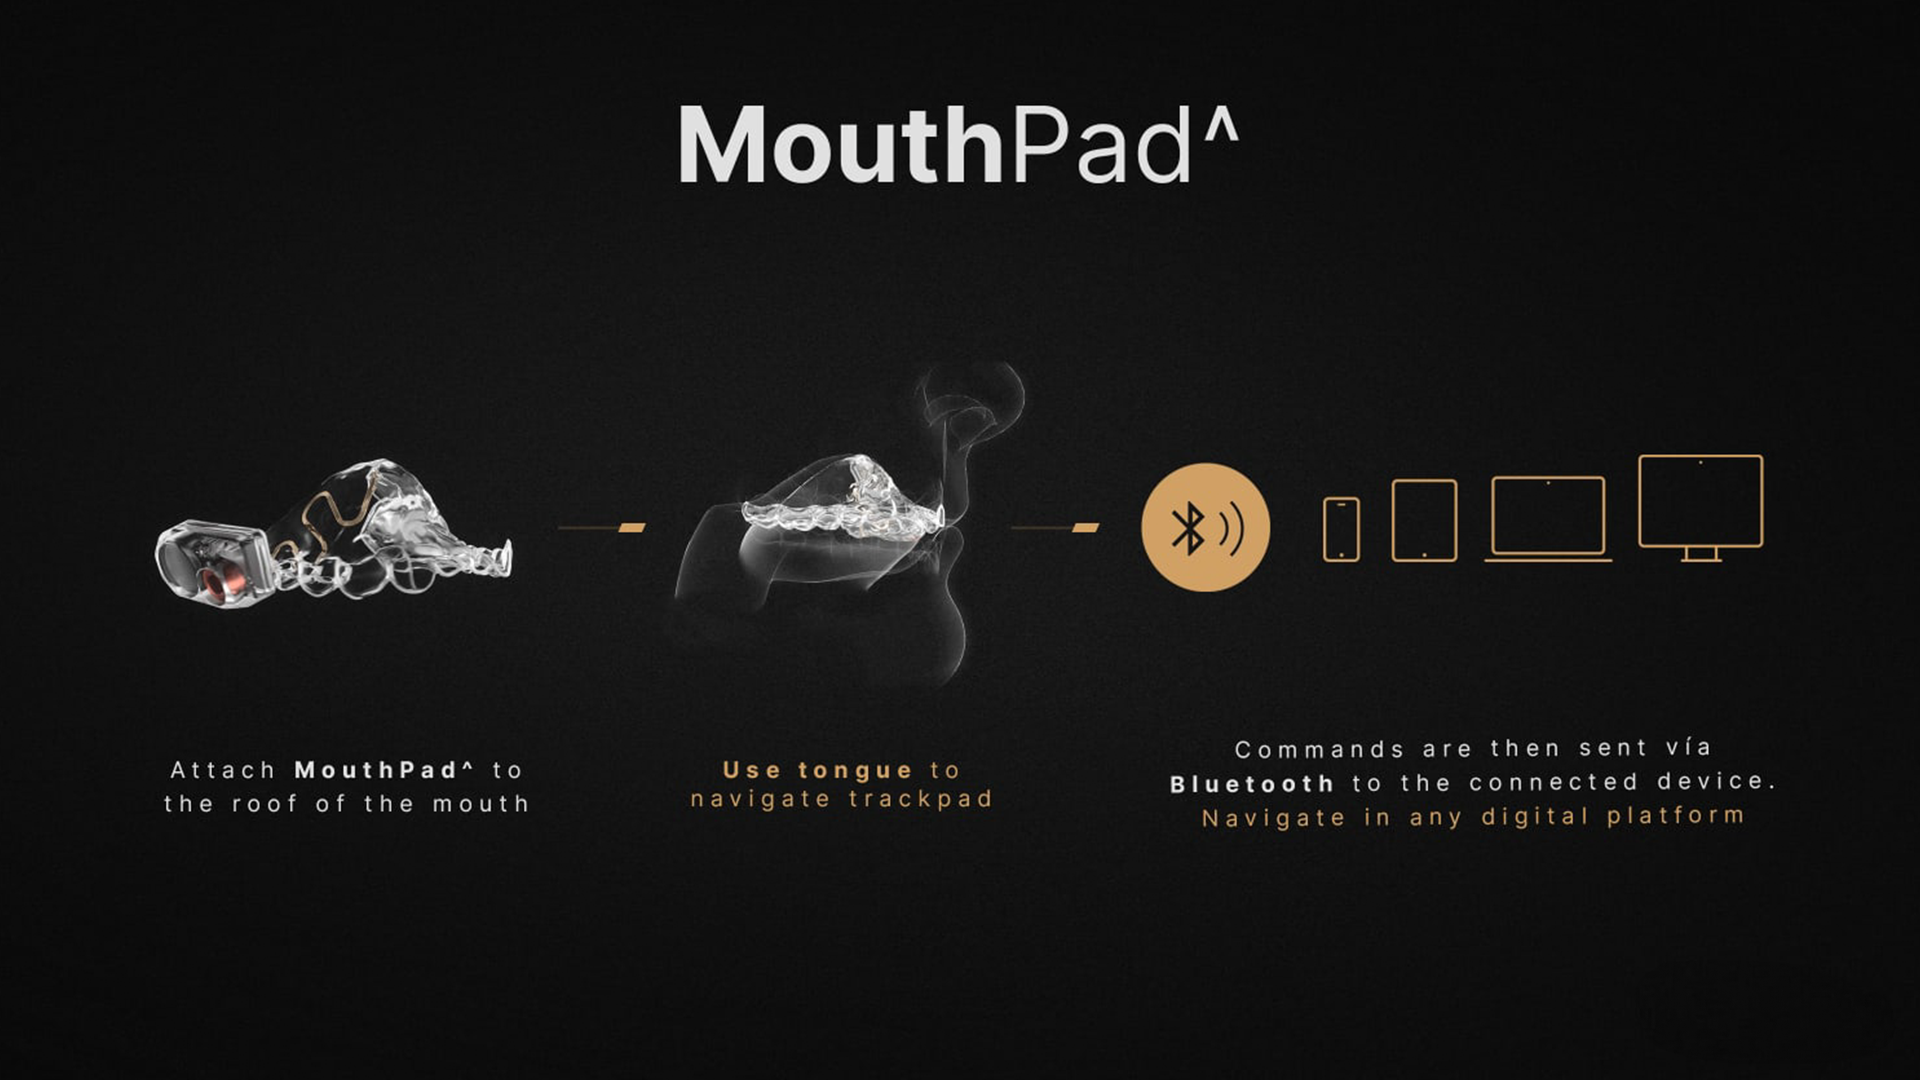 MouthPad^
Attach MouthPad^ to
the roof of the mouth
Use tongue to
navigate trackpad
Commands are then sent vía
Bluetooth to the connected device.
Navigate in any digital platform